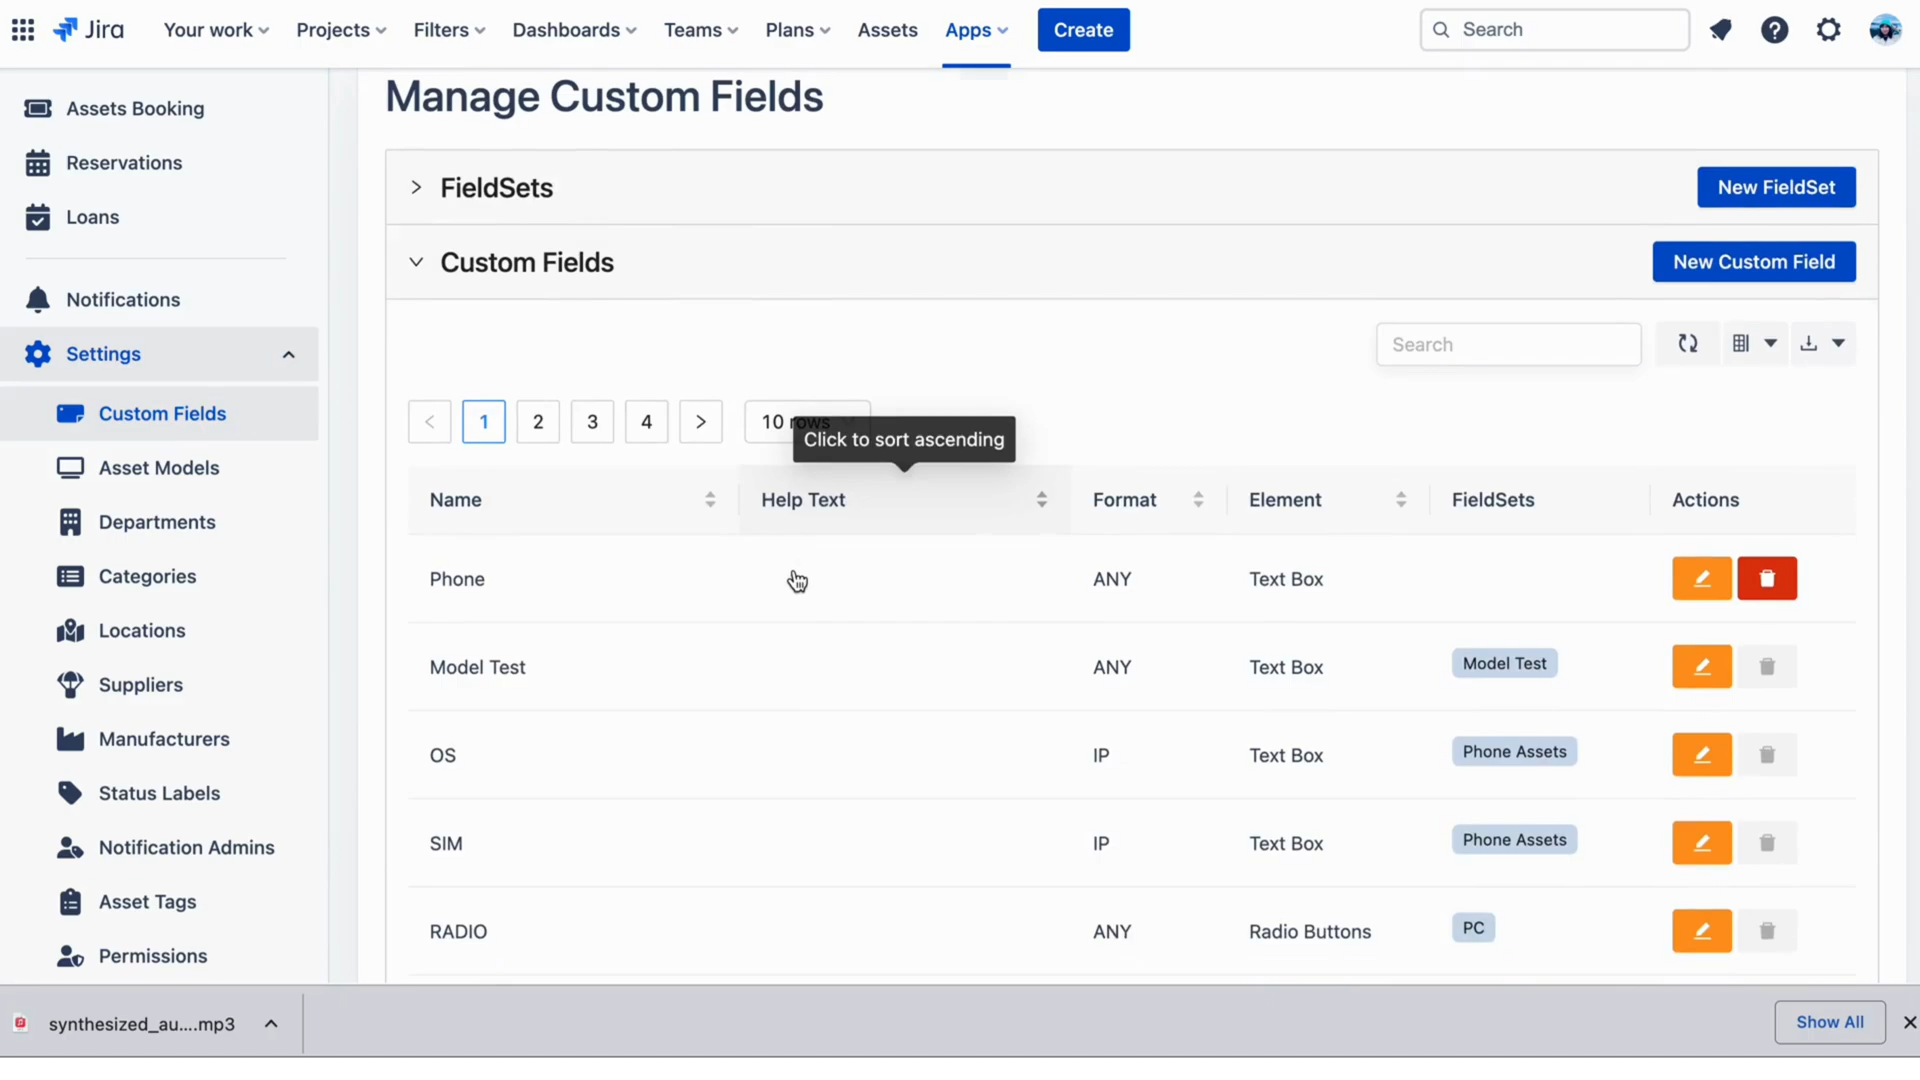 Jira Your work Projects Filters Dashboards Teams Plans Assets Apps Create Search
Assets Booking
Reservations
Loans
Notifications
Settings
Custom Fields
Asset Models
Departments
Categories
Locations
Suppliers
Manufacturers
Status Labels
Notification Admins
Asset Tags
Permissions
Manage Custom Fields
FieldSets New FieldSet
Custom Fields New Custom Field
Search
< 1 2 3 4 > 10 rows
Click to sort ascending
Name Help Text Format Element FieldSets Actions
Phone ANY Text Box
Model Test ANY Text Box Model Test
OS IP Text Box Phone Assets
SIM IP Text Box Phone Assets
RADIO ANY Radio Buttons PC
synthesized_au....mp3 Show All